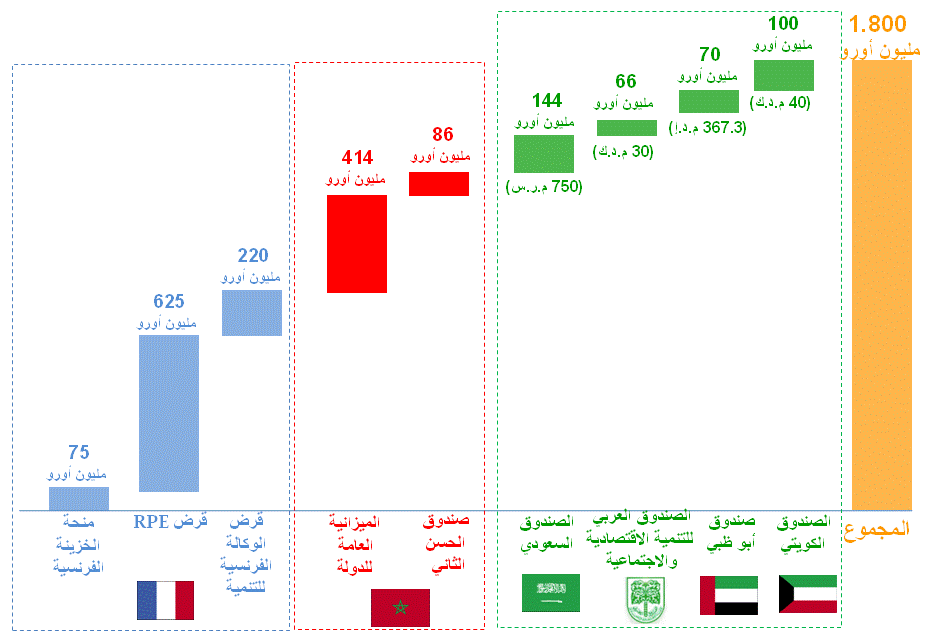 75
مليون أورو
منحة
الخزينة
الفرنسية
625
مليون أورو
قرض RPE
220
مليون أورو
قرض
الوكالة
الفرنسية
للتنمية
414
مليون أورو
الميزانية
العامة
للدولة
86
مليون أورو
صندوق
الحسن
الثاني
144
مليون أورو
(750 م.ر.س)
الصندوق
السعودي
66
مليون أورو
(30 م.د.ك)
الصندوق العربي
للتنمية الاقتصادية
والاجتماعية
70
مليون أورو
(367.3 م.د.إ)
صندوق
أبو ظبي
100
مليون أورو
(40 م.د.ك)
الصندوق
الكويتي
1.800
مليون أورو
المجموع